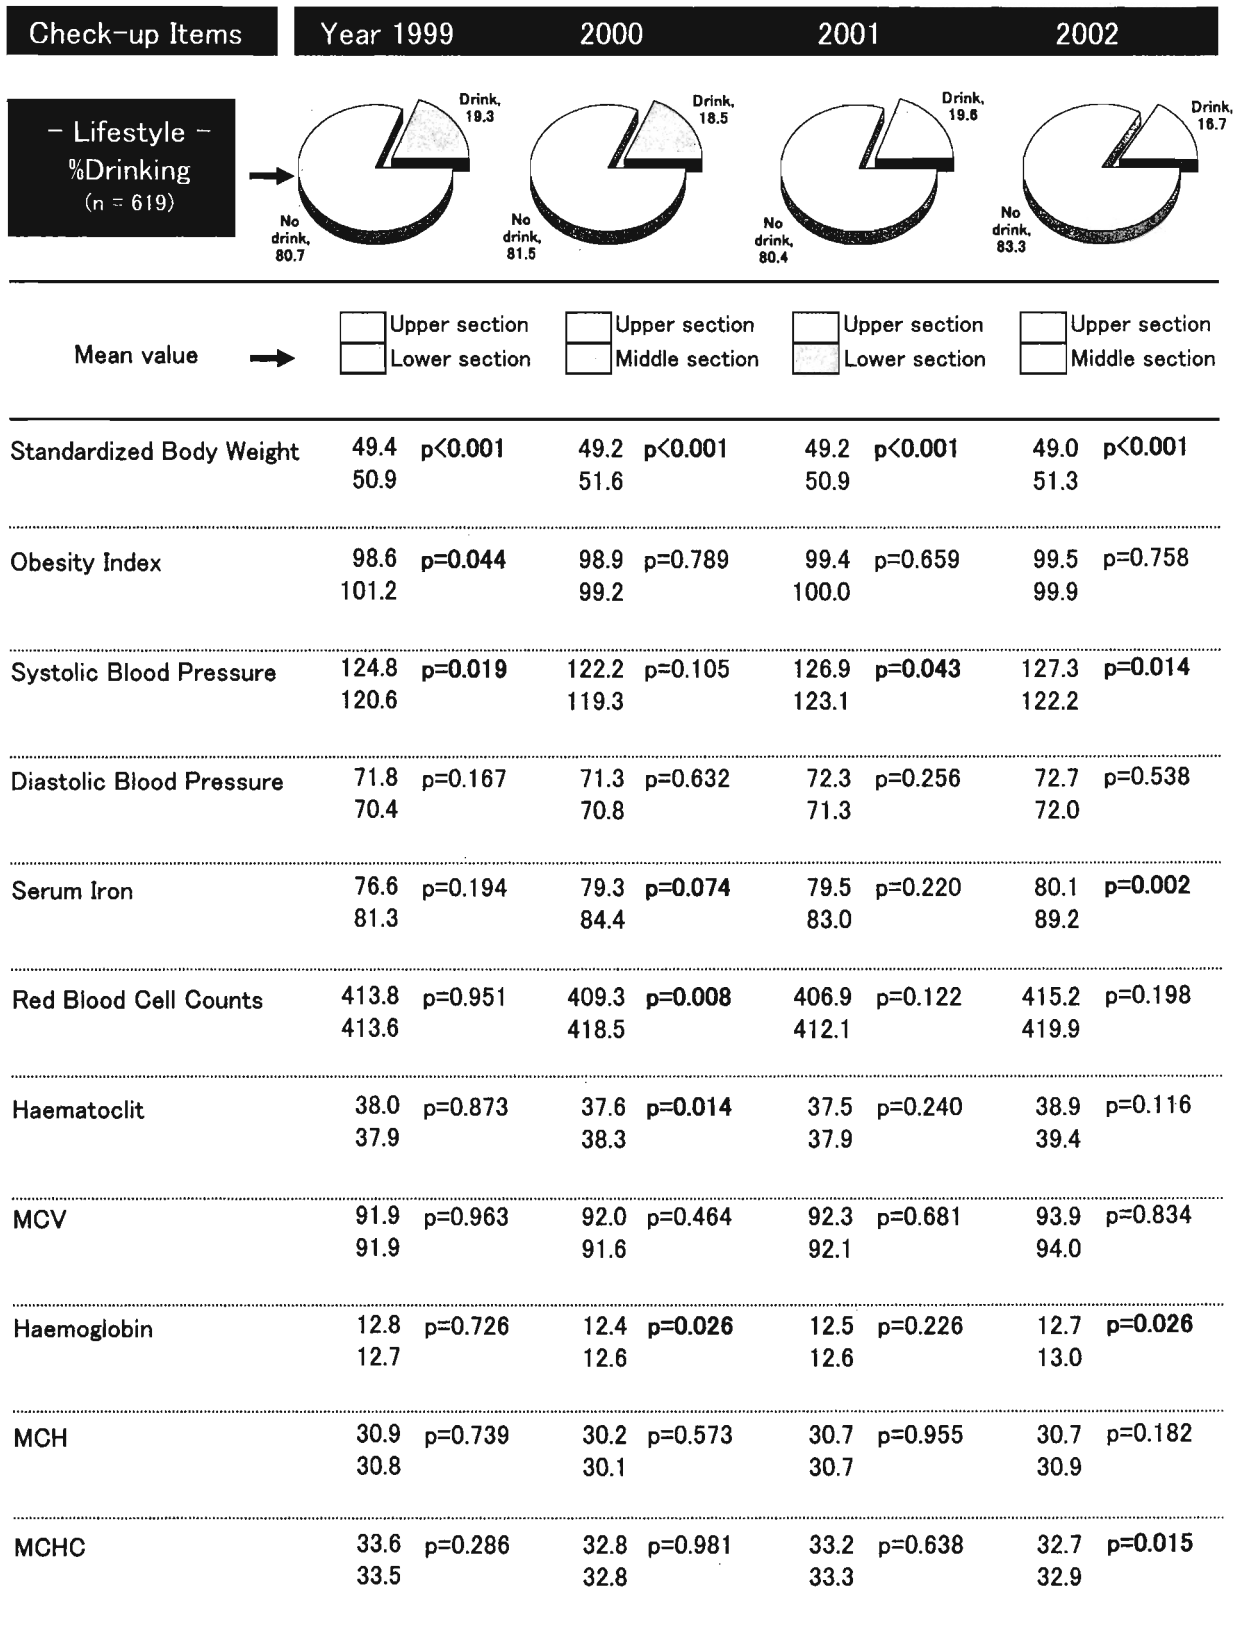 Check-up Items Year 1999 2000 2001 2002
- Lifestyle -
%Drinking
(n = 619)
Drink,
19.3
No
drink,
80.7
Drink,
18.5
No
drink,
81.5
Drink,
19.6
No
drink,
80.4
Drink,
16.7
No
drink,
83.3
Mean value
Upper section Upper section Upper section Upper section
Lower section Middle section Lower section Middle section
Standardized Body Weight 49.4 p<0.001 49.2 p<0.001 49.2 p<0.001 49.0 p<0.001
50.9 51.6 50.9 51.3
Obesity Index 98.6 p=0.044 98.9 p=0.789 99.4 p=0.659 99.5 p=0.758
101.2 99.2 100.0 99.9
Systolic Blood Pressure 124.8 p=0.019 122.2 p=0.105 126.9 p=0.043 127.3 p=0.014
120.6 119.3 123.1 122.2
Diastolic Blood Pressure 71.8 p=0.167 71.3 p=0.632 72.3 p=0.256 72.7 p=0.538
70.4 70.8 71.3 72.0
Serum Iron 76.6 p=0.194 79.3 p=0.074 79.5 p=0.220 80.1 p=0.002
81.3 84.4 83.0 89.2
Red Blood Cell Counts 413.8 p=0.951 409.3 p=0.008 406.9 p=0.122 415.2 p=0.198
413.6 418.5 412.1 419.9
Haematoclit 38.0 p=0.873 37.6 p=0.014 37.5 p=0.240 38.9 p=0.116
37.9 38.3 37.9 39.4
MCV 91.9 p=0.963 92.0 p=0.464 92.3 p=0.681 93.9 p=0.834
91.9 91.6 92.1 94.0
Haemoglobin 12.8 p=0.726 12.4 p=0.026 12.5 p=0.226 12.7 p=0.026
12.7 12.6 12.6 13.0
MCH 30.9 p=0.739 30.2 p=0.573 30.7 p=0.955 30.7 p=0.182
30.8 30.1 30.7 30.9
MCHC 33.6 p=0.286 32.8 p=0.981 33.2 p=0.638 32.7 p=0.015
33.5 32.8 33.3 32.9